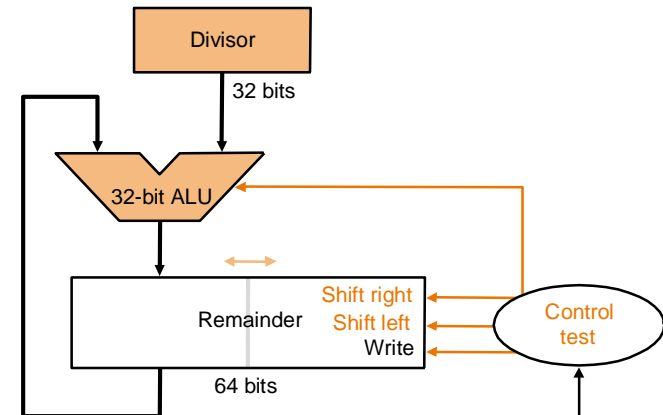 Divisor
32 bits
32-bit ALU
Shift right
Remainder
Shift left
Write
Control
test
64 bits